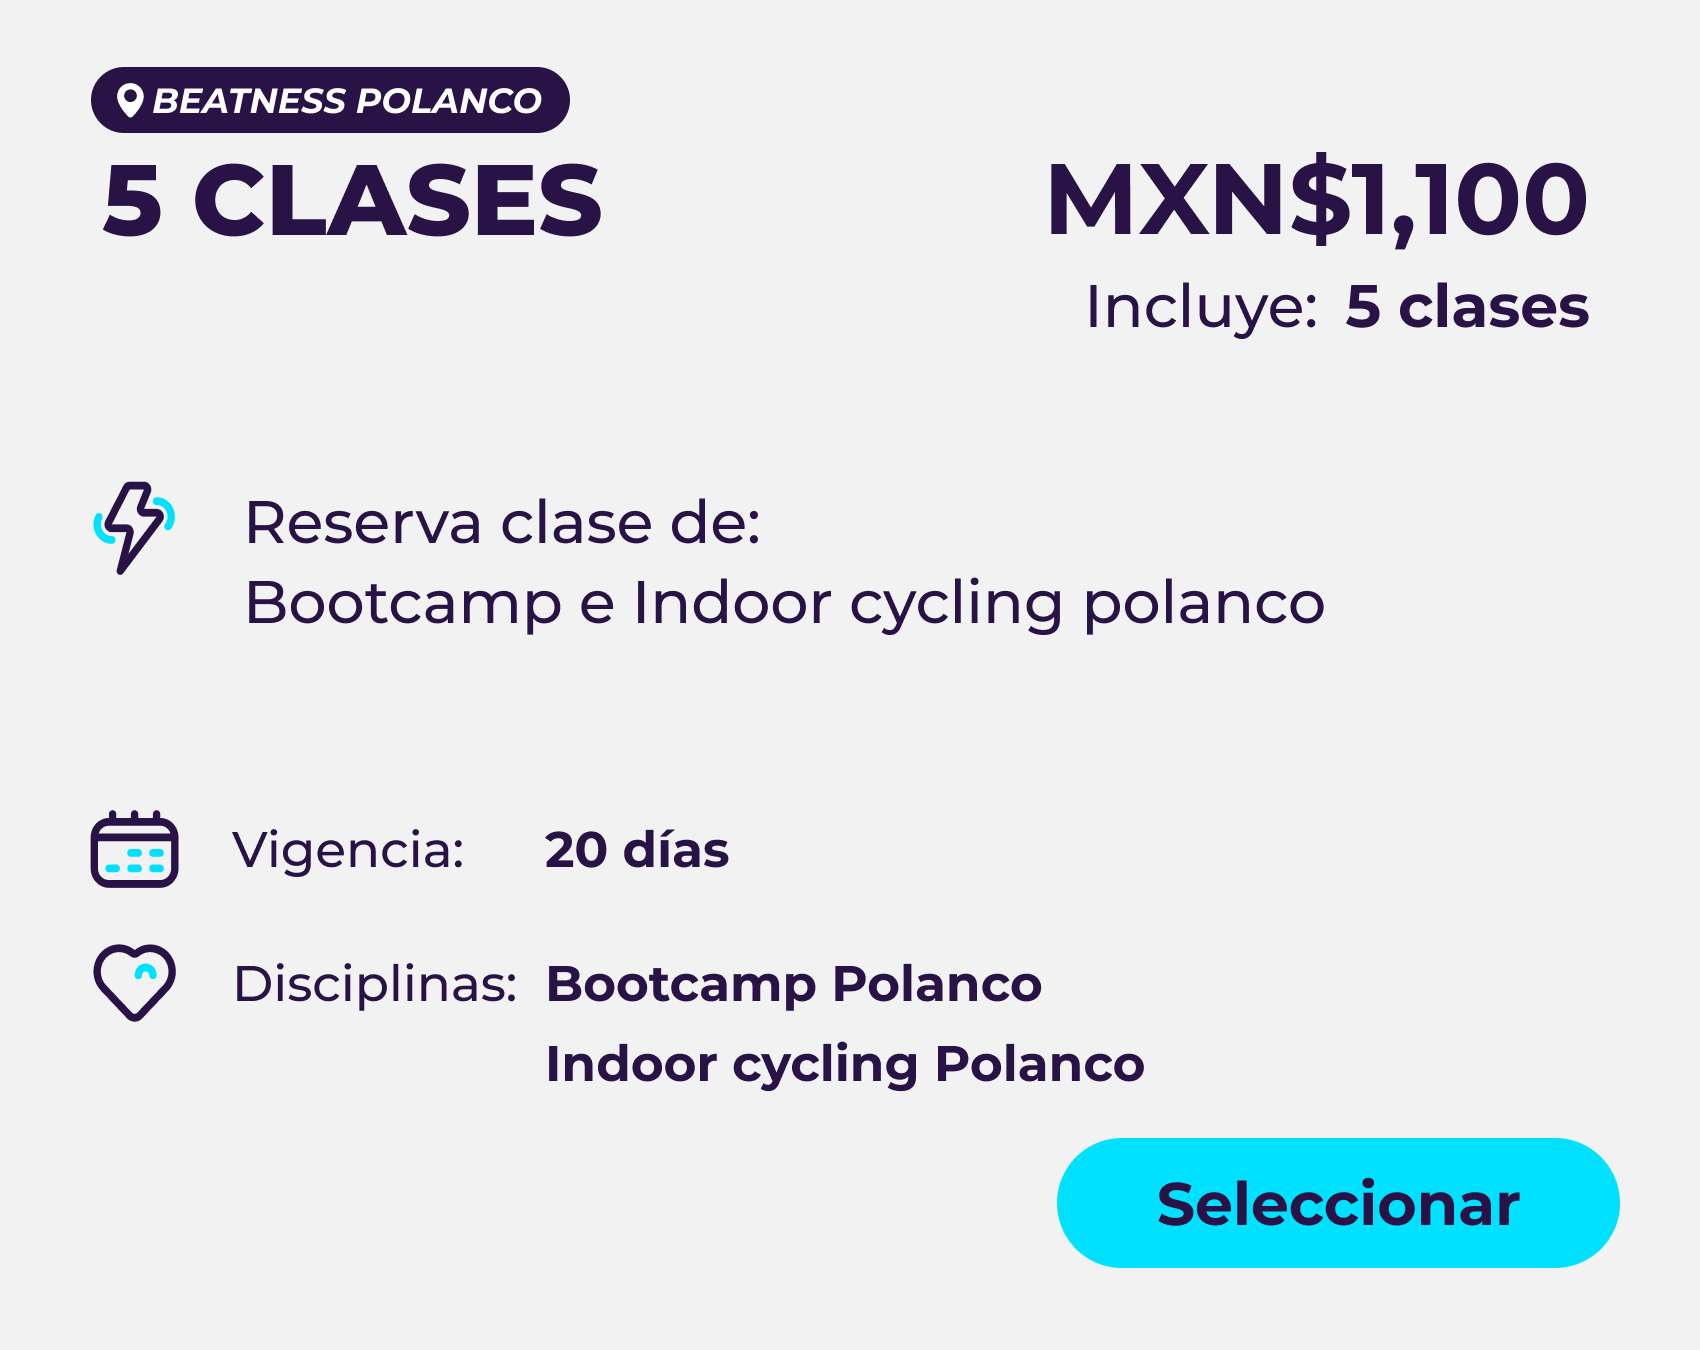 BEATNESS POLANCO
5 CLASES
MXN$1,100
Incluye: 5 clases
Reserva clase de:
Bootcamp e Indoor cycling polanco
Vigencia: 20 días
Disciplinas: Bootcamp Polanco
Indoor cycling Polanco
Seleccionar